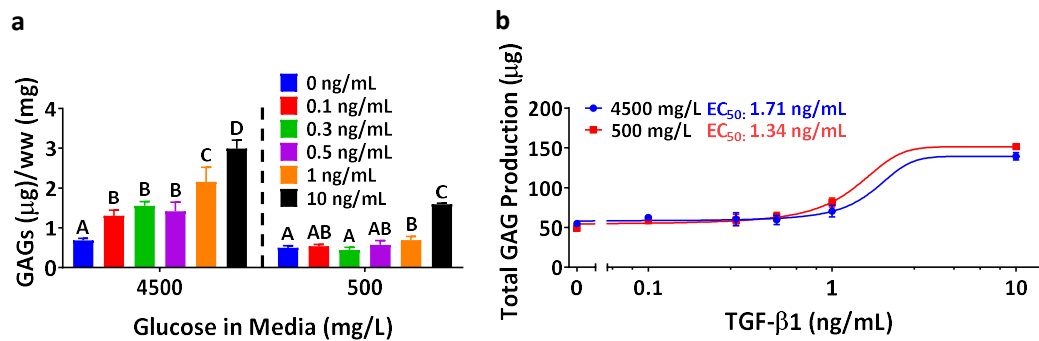 a
GAGs (µg)/ww (mg)
4
3
2
1
0
0 ng/mL
0.1 ng/mL
0.3 ng/mL
0.5 ng/mL
1 ng/mL
10 ng/mL
A B B B C D
A AB A AB B C
4500 500
Glucose in Media (mg/L)
b
Total GAG Production (µg)
200
150
100
50
0
4500 mg/L EC50: 1.71 ng/mL
500 mg/L EC50: 1.34 ng/mL
0 0.1 1 10
TGF-β1 (ng/mL)